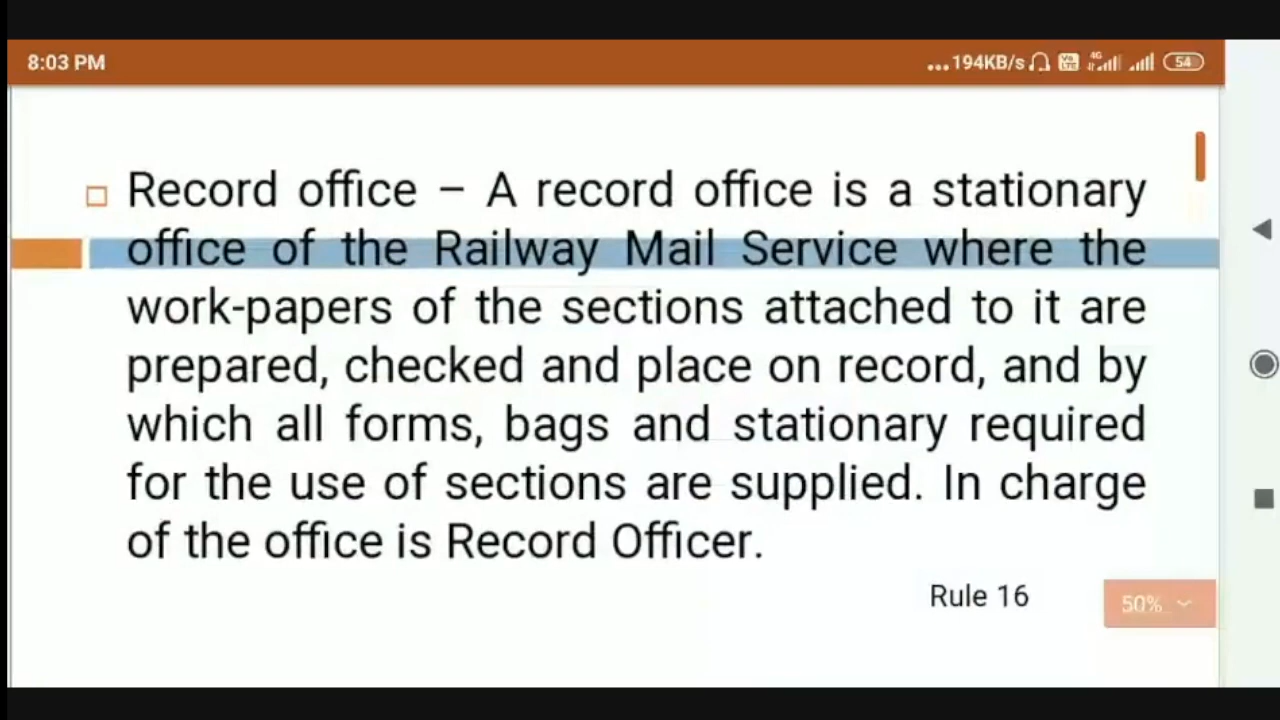 8:03 PM
...194KB/s
Vo LTE
4G
54
Record office – A record office is a stationary
office of the Railway Mail Service where the
work-papers of the sections attached to it are
prepared, checked and place on record, and by
which all forms, bags and stationary required
for the use of sections are supplied. In charge
of the office is Record Officer.
Rule 16
50%